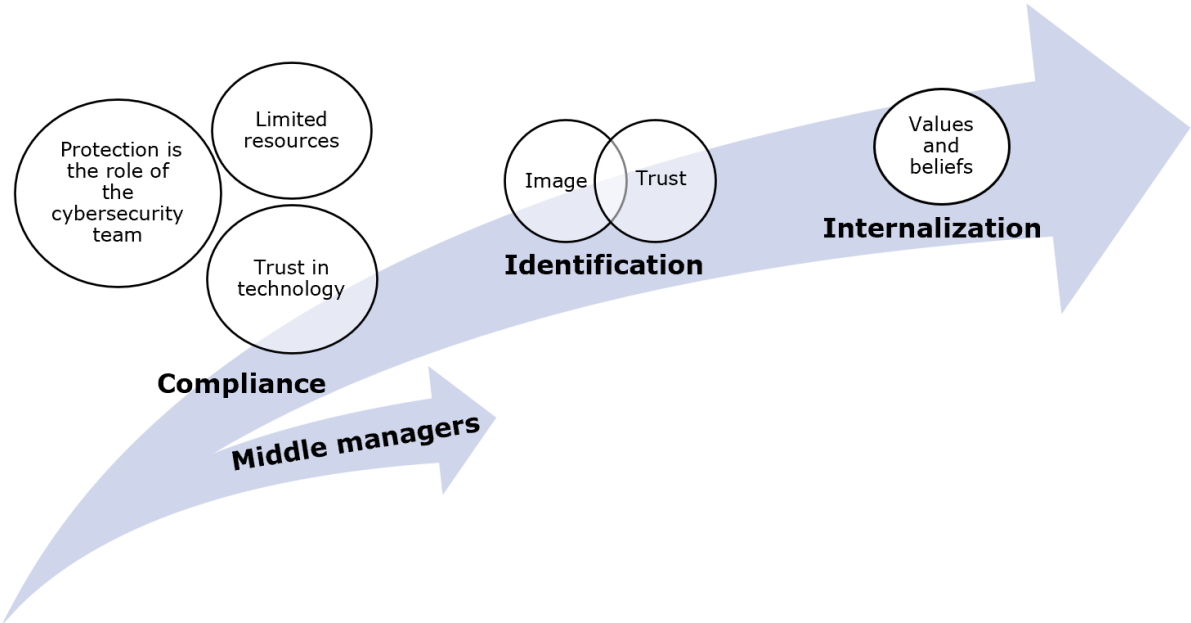 Protection is
the role of
the
cybersecurity
team
Limited
resources
Trust in
technology
Compliance
Middle managers
Image
Trust
Identification
Values
and
beliefs
Internalization